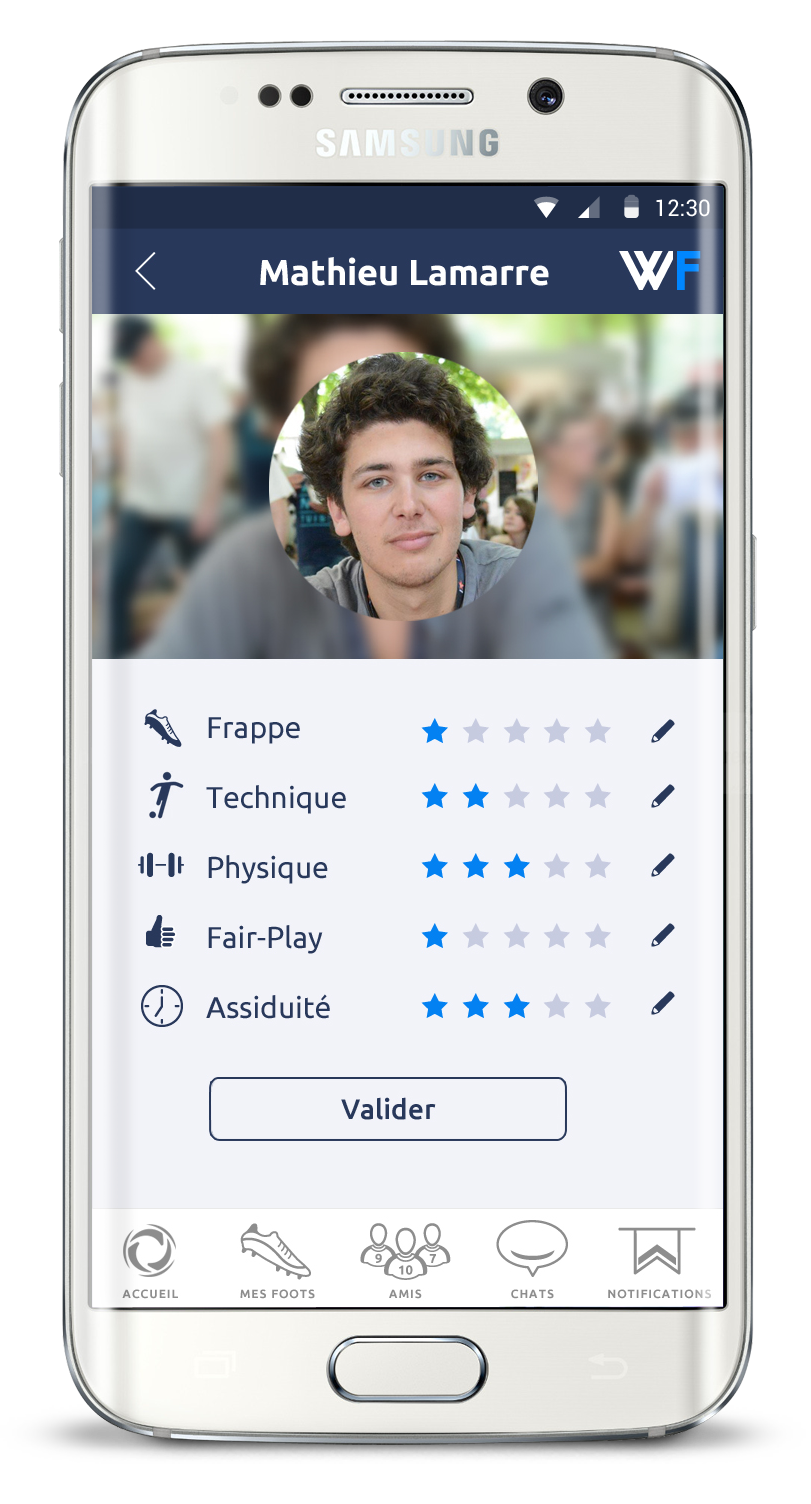 SAMSUNG
12:30
Mathieu Lamarre
WF
Frappe
Technique
Physique
Fair-Play
Assiduité
Valider
9 10 7
ACCUEIL MES FOOTS AMIS CHATS NOTIFICATIONS